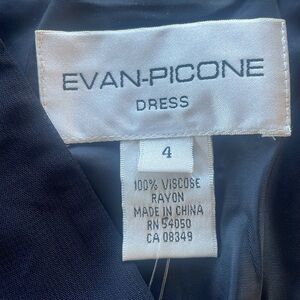 EVAN-PICONE
DRESS
4
100% VISCOSE
RAYON
MADE IN CHINA
RN 54050
CA 08349